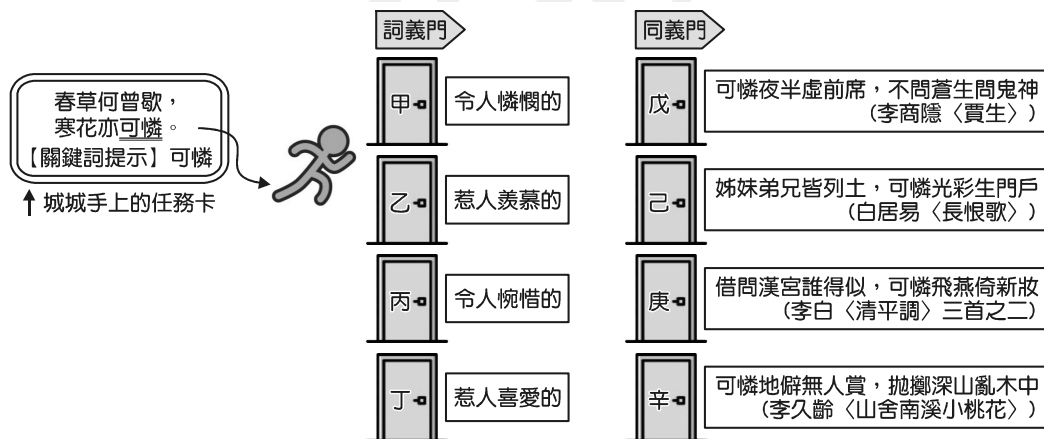 詞義門
同義門
春草何曾歇，
寒花亦可憐。
【關鍵詞提示】可憐
↑城城手上的任務卡
甲
令人憐憫的
戊
可憐夜半虛前席，不問蒼生問鬼神
(李商隱〈賈生〉)
乙
惹人羨慕的
己
姊妹弟兄皆列土，可憐光彩生門戶
(白居易〈長恨歌〉)
丙
令人惋惜的
庚
借問漢宮誰得似，可憐飛燕倚新妝
(李白〈清平調〉三首之二)
丁
惹人喜愛的
辛
可憐地僻無人賞，拋擲深山亂木中
(李久齡〈山舍南溪小桃花〉)